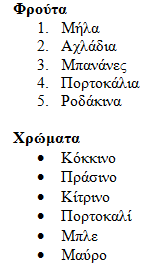 Φρούτα
1. Μήλα
2. Αχλάδια
3. Μπανάνες
4. Πορτοκάλια
5. Ροδάκινα
Χρώματα
• Κόκκινο
• Πράσινο
• Κίτρινο
• Πορτοκαλί
• Μπλε
• Μαύρο